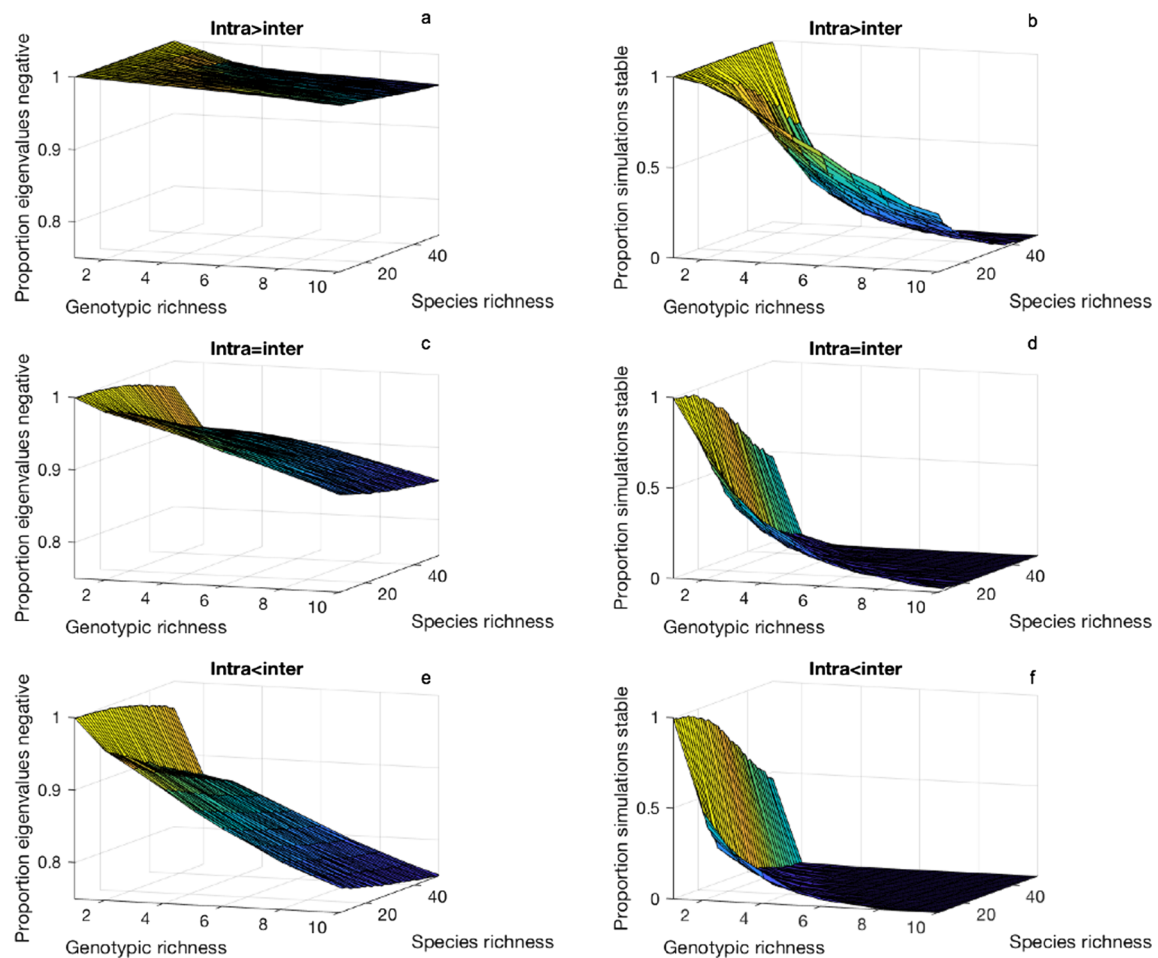 a
Intra>inter
Proportion eigenvalues negative
1
0.9
0.8
2
4
6
8
10
20
40
Genotypic richness
Species richness
b
Intra>inter
Proportion simulations stable
1
0.5
0
2
4
6
8
10
20
40
Genotypic richness
Species richness
c
Intra=inter
Proportion eigenvalues negative
1
0.9
0.8
2
4
6
8
10
20
40
Genotypic richness
Species richness
d
Intra=inter
Proportion simulations stable
1
0.5
0
2
4
6
8
10
20
40
Genotypic richness
Species richness
e
Intra<inter
Proportion eigenvalues negative
1
0.9
0.8
2
4
6
8
10
20
40
Genotypic richness
Species richness
f
Intra<inter
Proportion simulations stable
1
0.5
0
2
4
6
8
10
20
40
Genotypic richness
Species richness